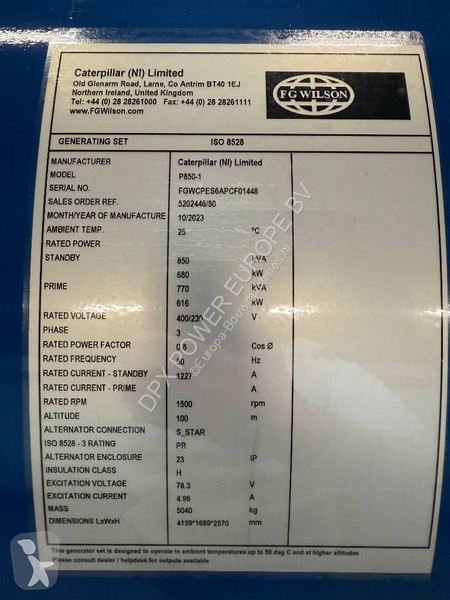 Caterpillar (NI) Limited
Old Glenarm Road, Larne, Co Antrim BT40 1EJ
Northern Ireland, United Kingdom
Tel: +44 (0) 28 28261000 Fax: +44 (0) 28 28261111
www.FGWilson.com
FG WILSON
GENERATING SET ISO 8528
MANUFACTURER Caterpillar (NI) Limited
MODEL P850-1
SERIAL NO. FGWCPES6APCF01448
SALES ORDER REF. 5202446/80
MONTH/YEAR OF MANUFACTURE 10/2023
AMBIENT TEMP. 25 ºC
RATED POWER
STANDBY 850 kVA
680 kW
PRIME 770 kVA
616 kW
RATED VOLTAGE 400/230 V
PHASE 3
RATED POWER FACTOR 0.8 Cos Ø
RATED FREQUENCY 50 Hz
RATED CURRENT - STANDBY 1227 A
RATED CURRENT - PRIME A
RATED RPM 1500 rpm
ALTITUDE 100 m
ALTERNATOR CONNECTION S_STAR
ISO 8528 - 3 RATING PR
ALTERNATOR ENCLOSURE 23 IP
INSULATION CLASS H
EXCITATION VOLTAGE 78.3 V
EXCITATION CURRENT 4.96 A
MASS 5040 kg
DIMENSIONS LxWxH 4159*1689*2570 mm
This generator set is designed to operate in ambient temperatures up to 50 deg C and at higher altitudes
Please consult dealer / helpdesk for outputs available
DPX POWER EUROPE BV
©Europa-Bouwmachines.nl